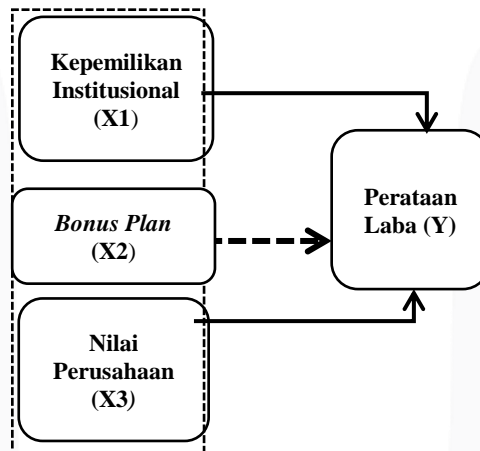 Kepemilikan
Institusional
(X1)
Bonus Plan
(X2)
Nilai
Perusahaan
(X3)
Perataan
Laba (Y)